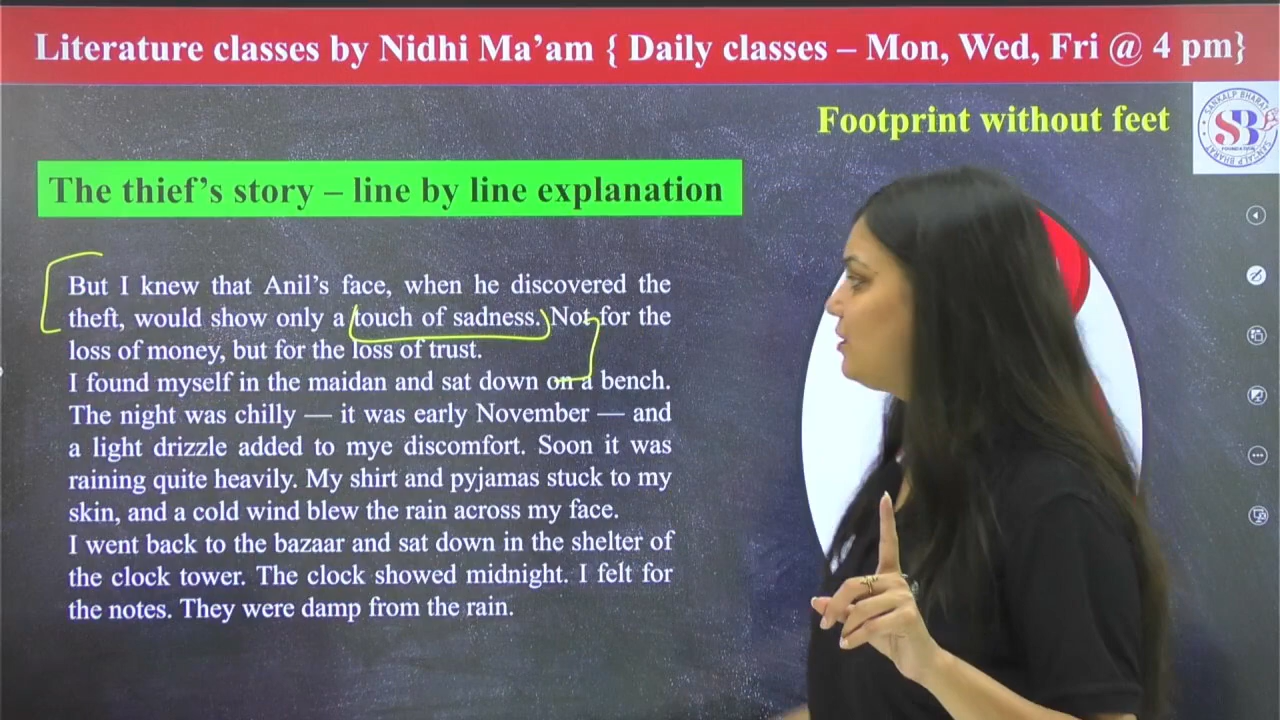 Literature classes by Nidhi Ma’am { Daily classes – Mon, Wed, Fri @ 4 pm}
Footprint without feet
SANKALP BHARAT
SB
FOUNDATION
The thief’s story – line by line explanation
But I knew that Anil’s face, when he discovered the
theft, would show only a touch of sadness. Not for the
loss of money, but for the loss of trust.
I found myself in the maidan and sat down on a bench.
The night was chilly — it was early November — and
a light drizzle added to mye discomfort. Soon it was
raining quite heavily. My shirt and pyjamas stuck to my
skin, and a cold wind blew the rain across my face.
I went back to the bazaar and sat down in the shelter of
the clock tower. The clock showed midnight. I felt for
the notes. They were damp from the rain.